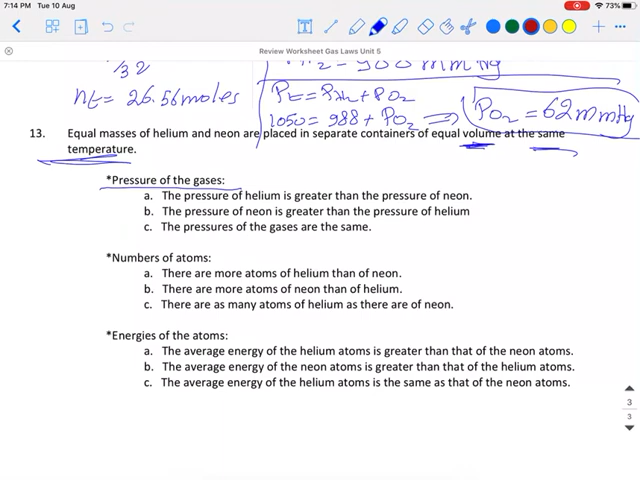 7:14 PM Tue 10 Aug
73%
Review Worksheet Gas Laws Unit 5
/32
nt = 26.56 moles
Pt = PH2 + PO2
1050 = 988 + PO2 ⇒ PO2 = 62 mmHg
13. Equal masses of helium and neon are placed in separate containers of equal volume at the same
temperature.
*Pressure of the gases:
a. The pressure of helium is greater than the pressure of neon.
b. The pressure of neon is greater than the pressure of helium
c. The pressures of the gases are the same.
*Numbers of atoms:
a. There are more atoms of helium than of neon.
b. There are more atoms of neon than of helium.
c. There are as many atoms of helium as there are of neon.
*Energies of the atoms:
a. The average energy of the helium atoms is greater than that of the neon atoms.
b. The average energy of the neon atoms is greater than that of the helium atoms.
c. The average energy of the helium atoms is the same as that of the neon atoms.
3
3